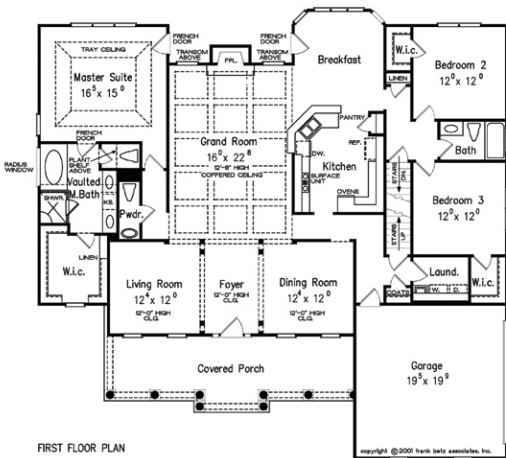 FRENCH
DOOR
TRANSOM
ABOVE
FPL.
TRANSOM
ABOVE
FRENCH
DOOR
TRAY CEILING
Master Suite
16⁵ x 15⁰
Breakfast
W.i.c.
Bedroom 2
12⁰ x 12⁰
LINEN
FRENCH
DOOR
Grand Room
16⁰ x 22⁸
12'-8" HIGH
COFFERED CEILING
PANTRY
REF.
DW.
Kitchen
SURFACE
UNIT
OVENS
Bath
RADIUS
WINDOW
PLANT
SHELF
ABOVE
Vaulted
M.Bath
SHWR.
K.S.
Pwdr.
STAIRS
DN.
STAIRS
UP
Bedroom 3
12⁰ x 12⁰
LINEN
W.i.c.
Living Room
12⁴ x 12⁰
12'-0" HIGH
CLG.
Foyer
12'-0" HIGH
CLG.
Dining Room
12⁴ x 12⁰
12'-0" HIGH
CLG.
COATS
Laund.
W.
D.
W.i.c.
Covered Porch
Garage
19⁵ x 19⁹
FIRST FLOOR PLAN
copyright © 2001 frank betz associates, inc.